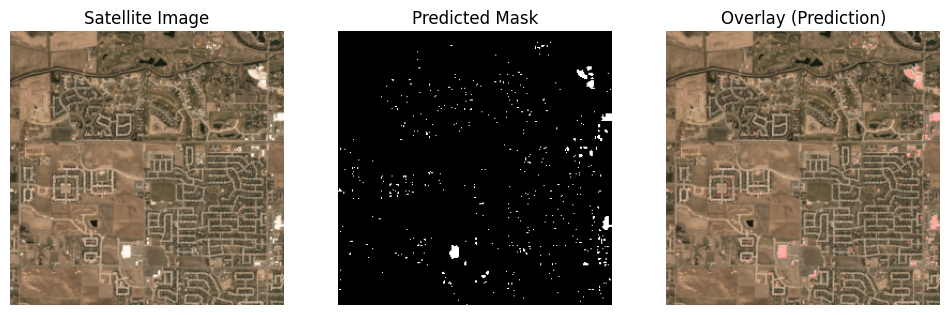 Satellite Image
Predicted Mask
Overlay (Prediction)